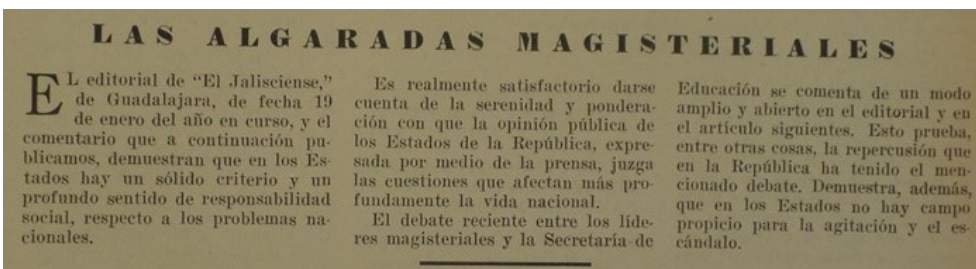 LAS ALGARADAS MAGISTERIALES
EL editorial de "El Jalisciense,"
de Guadalajara, de fecha 19
de enero del año en curso, y el
comentario que a continuación pu-
blicamos, demuestran que en los Es-
tados hay un sólido criterio y un
profundo sentido de responsabilidad
social, respecto a los problemas na-
cionales.
Es realmente satisfactorio darse
cuenta de la serenidad y pondera-
ción con que la opinión pública de
los Estados de la República, expre-
sada por medio de la prensa, juzga
las cuestiones que afectan más pro-
fundamente la vida nacional.
El debate reciente entre los líde-
res magisteriales y la Secretaría de
Educación se comenta de un modo
amplio y abierto en el editorial y en
el artículo siguientes. Esto prueba,
entre otras cosas, la repercusión que
en la República ha tenido el men-
cionado debate. Demuestra, además,
que en los Estados no hay campo
propicio para la agitación y el es-
cándalo.